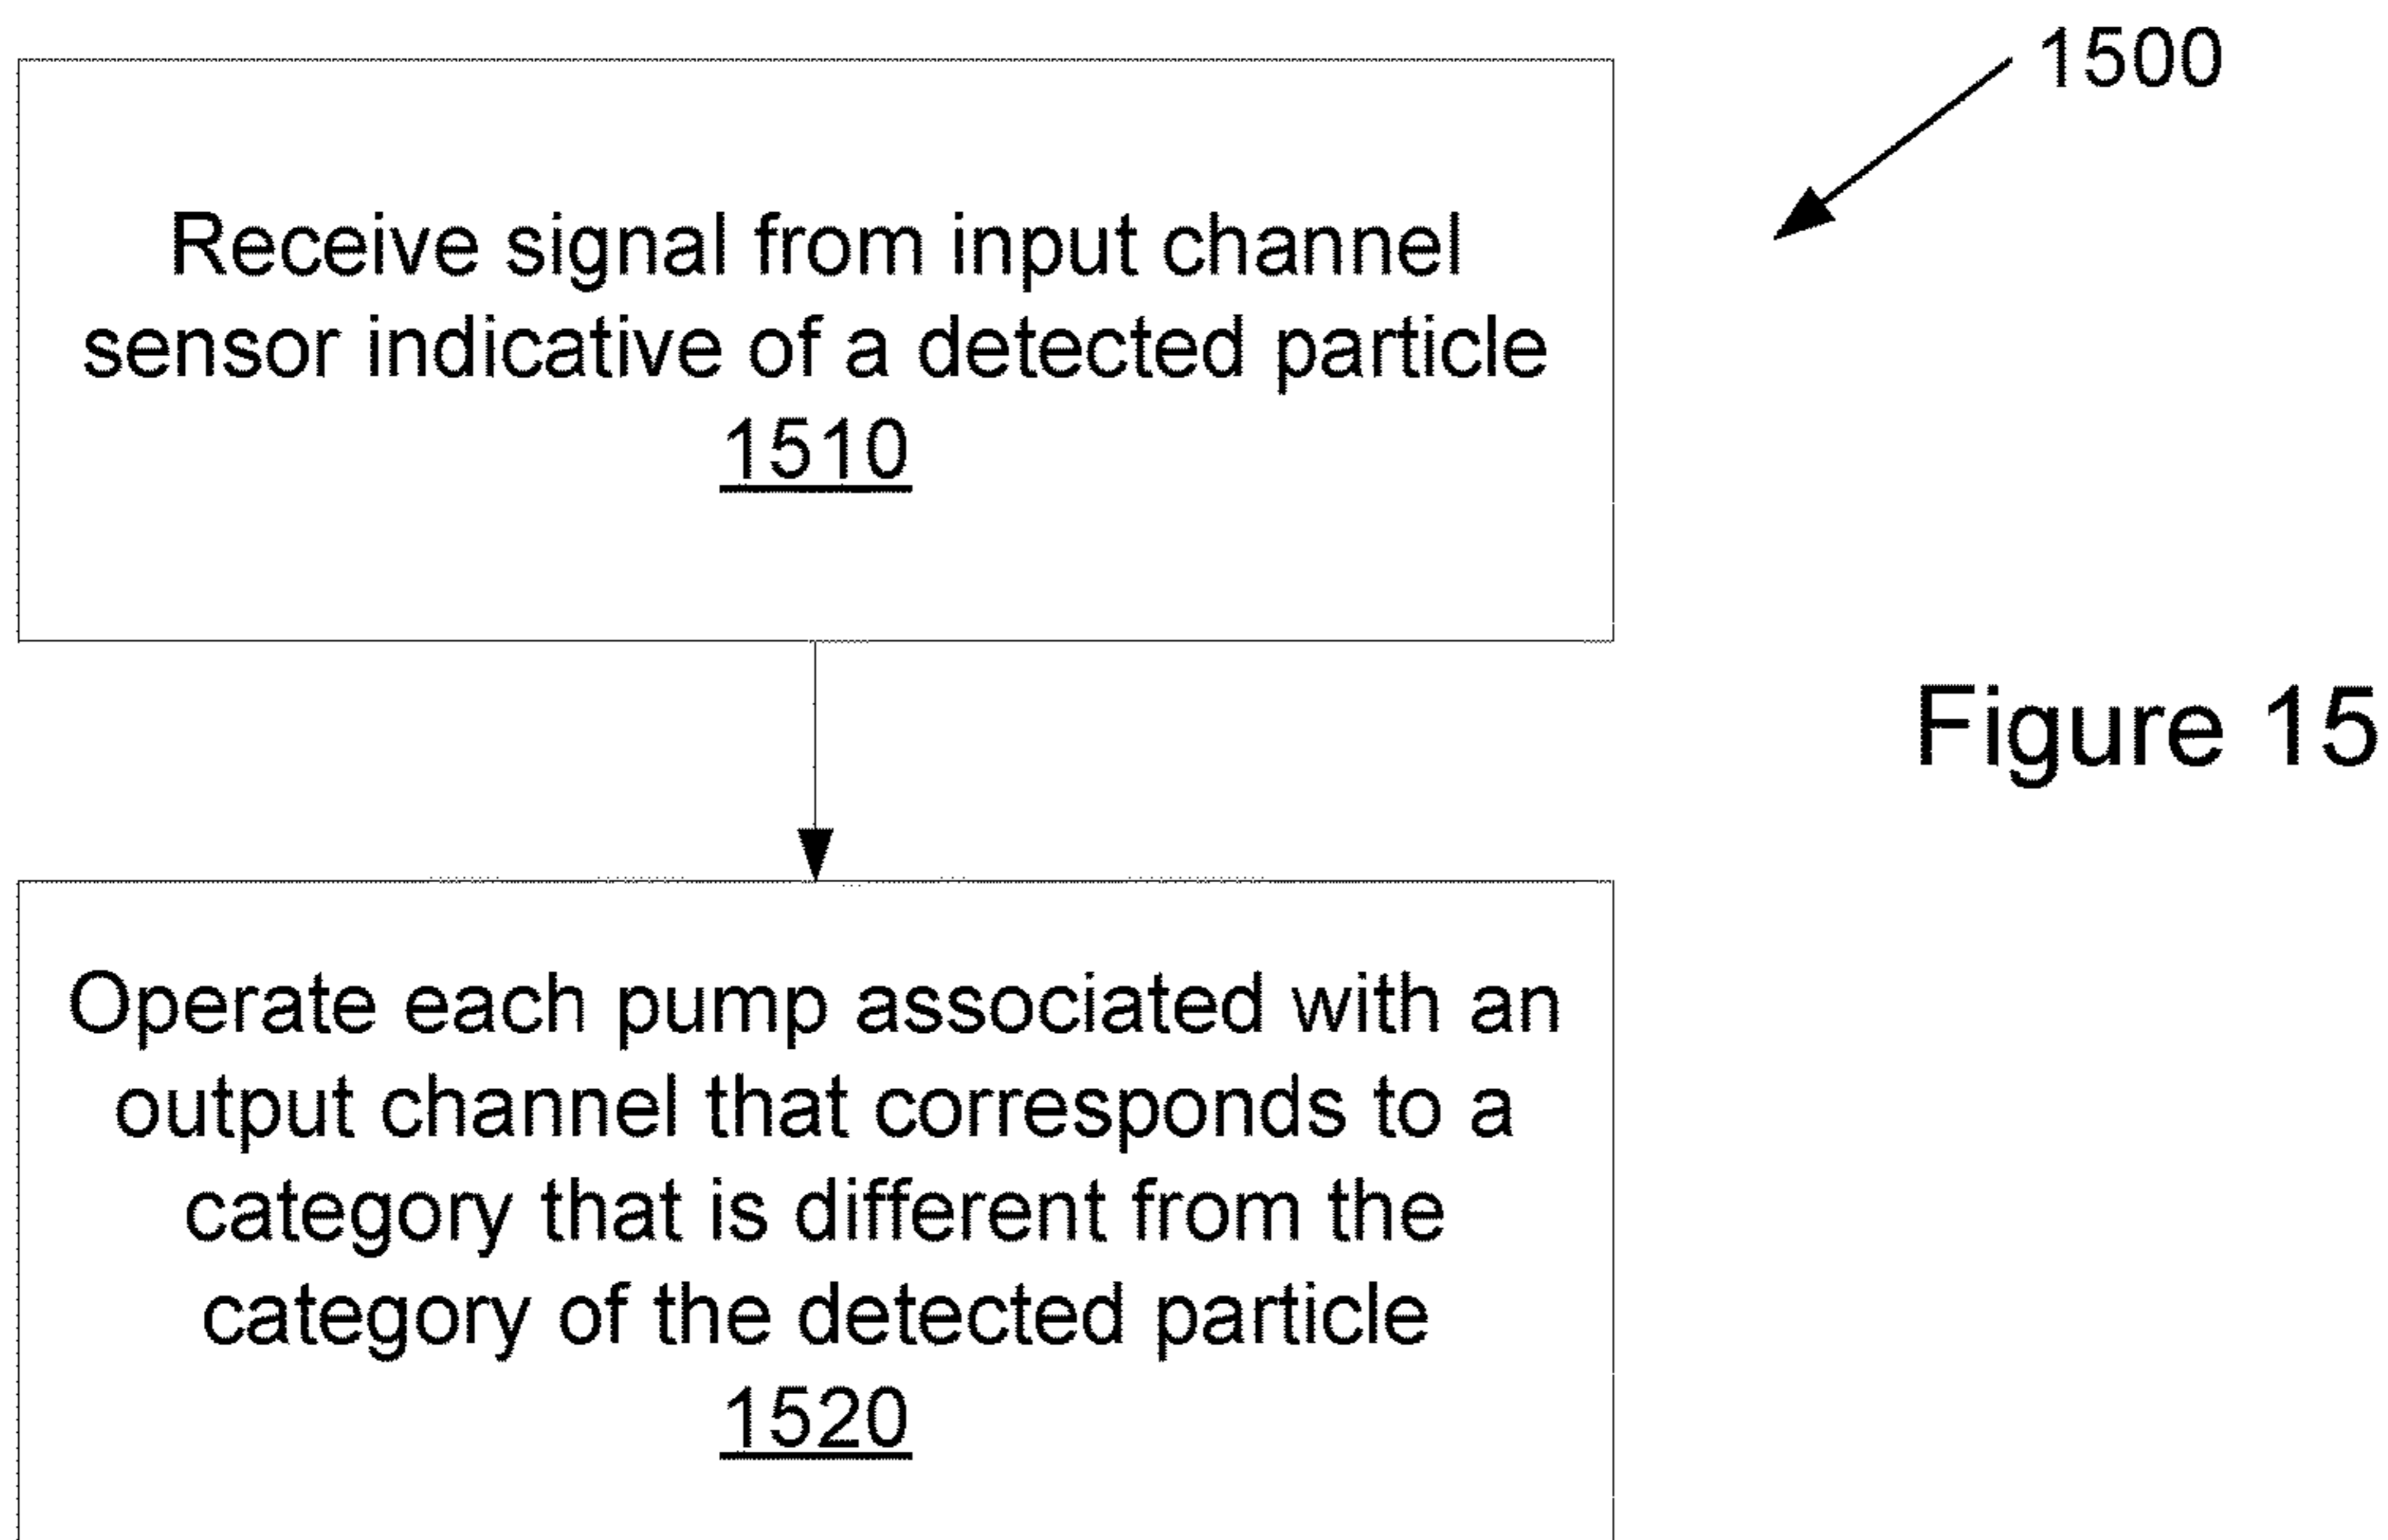 1500
Receive signal from input channel
sensor indicative of a detected particle
1510
Figure 15
Operate each pump associated with an
output channel that corresponds to a
category that is different from the
category of the detected particle
1520